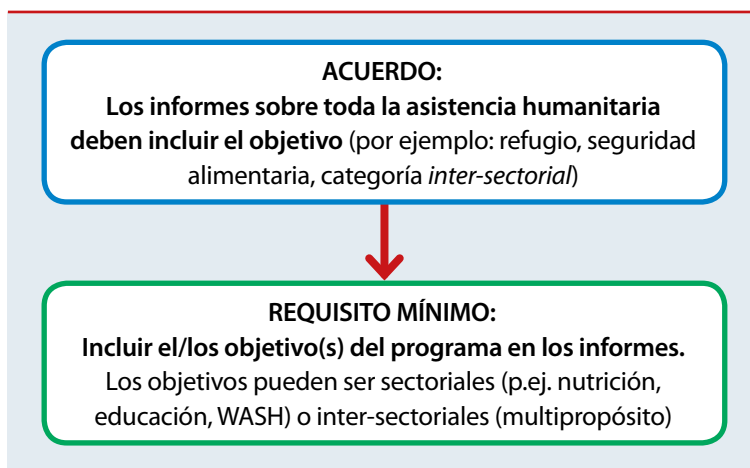 ACUERDO:
Los informes sobre toda la asistencia humanitaria
deben incluir el objetivo (por ejemplo: refugio, seguridad
alimentaria, categoría inter-sectorial)
REQUISITO MÍNIMO:
Incluir el/los objetivo(s) del programa en los informes.
Los objetivos pueden ser sectoriales (p.ej. nutrición,
educación, WASH) o inter-sectoriales (multipropósito)